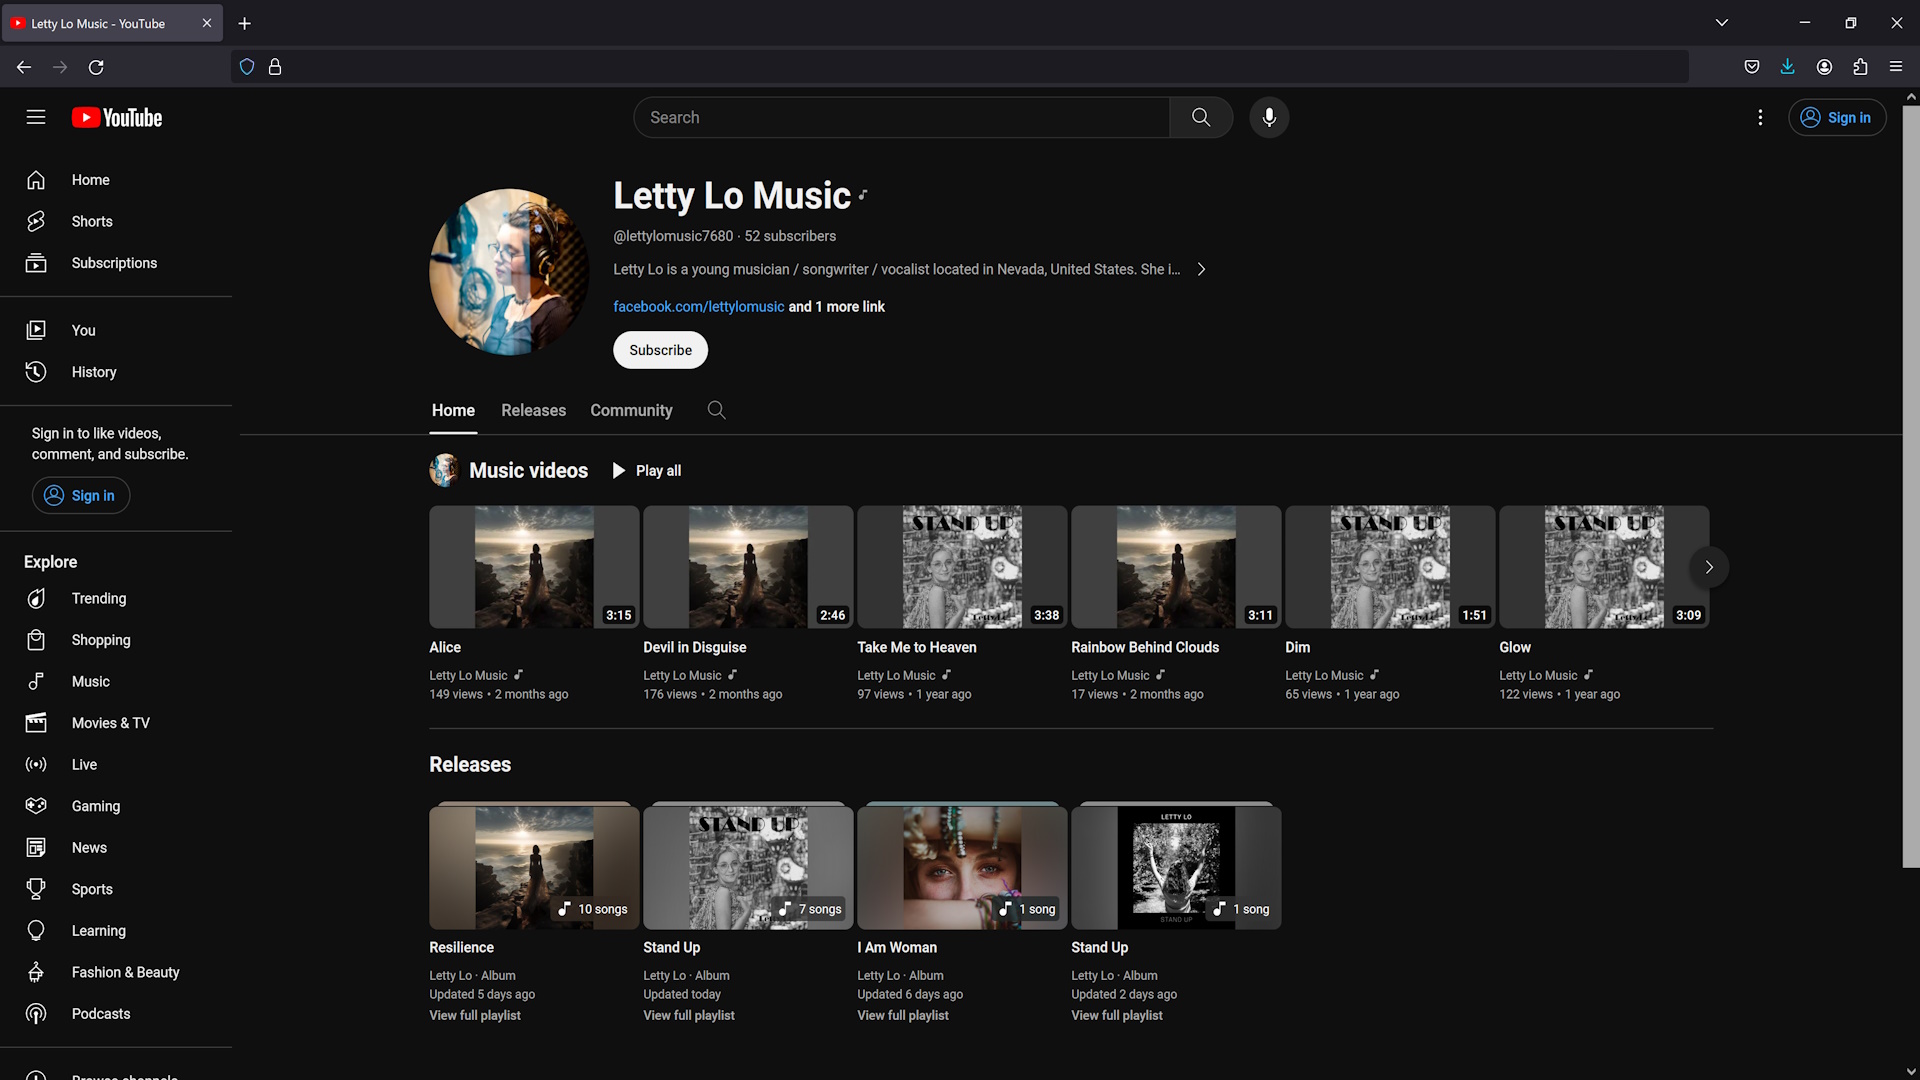 Letty Lo Music - YouTube
YouTube
Search
Sign in
Home
Shorts
Subscriptions
You
History
Sign in to like videos,
comment, and subscribe.
Sign in
Explore
Trending
Shopping
Music
Movies & TV
Live
Gaming
News
Sports
Learning
Fashion & Beauty
Podcasts
Browse channels
Letty Lo Music
@lettylomusic7680 · 52 subscribers
Letty Lo is a young musician / songwriter / vocalist located in Nevada, United States. She i...
facebook.com/lettylomusic and 1 more link
Subscribe
Home Releases Community
Music videos Play all
STAND UP STAND UP STAND UP
3:15 2:46 3:38 3:11 1:51 3:09
Alice Devil in Disguise Take Me to Heaven Rainbow Behind Clouds Dim Glow
Letty Lo Music Letty Lo Music Letty Lo Music Letty Lo Music Letty Lo Music Letty Lo Music
149 views • 2 months ago 176 views • 2 months ago 97 views • 1 year ago 17 views • 2 months ago 65 views • 1 year ago 122 views • 1 year ago
Releases
STAND UP LETTY LO
10 songs 7 songs 1 song 1 song
STAND UP
Resilience Stand Up I Am Woman Stand Up
Letty Lo · Album Letty Lo · Album Letty Lo · Album Letty Lo · Album
Updated 5 days ago Updated today Updated 6 days ago Updated 2 days ago
View full playlist View full playlist View full playlist View full playlist